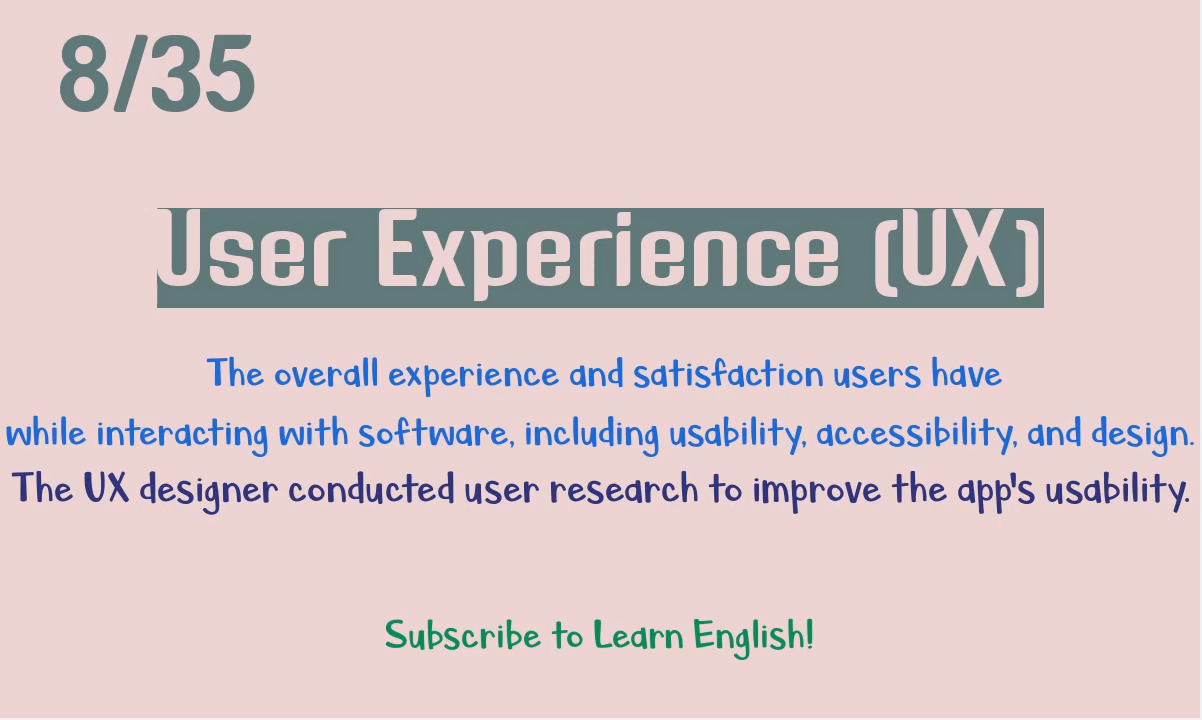 8/35
User Experience (UX)
The overall experience and satisfaction users have
while interacting with software, including usability, accessibility, and design.
The UX designer conducted user research to improve the app's usability.
Subscribe to Learn English!